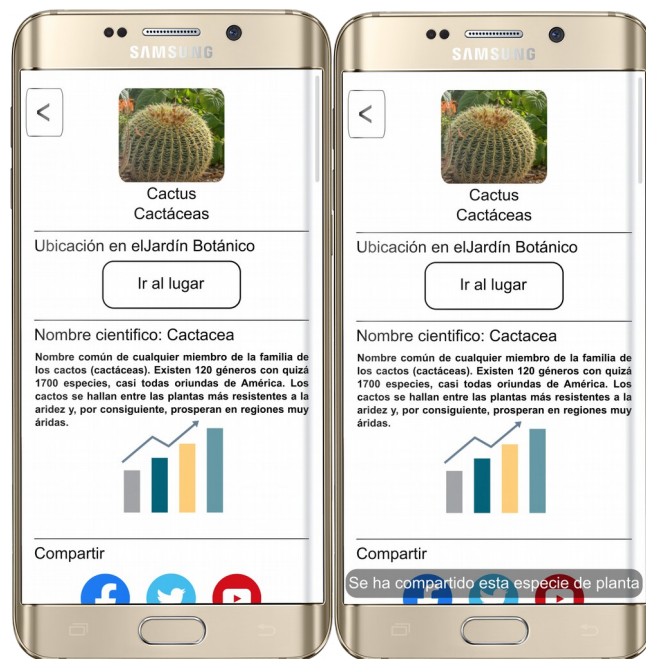 SAMSUNG
<
Cactus
Cactáceas
Ubicación en elJardín Botánico
Ir al lugar
Nombre cientifico: Cactacea
Nombre común de cualquier miembro de la familia de
los cactos (cactáceas). Existen 120 géneros con quizá
1700 especies, casi todas oriundas de América. Los
cactos se hallan entre las plantas más resistentes a la
aridez y, por consiguiente, prosperan en regiones muy
áridas.
Compartir
SAMSUNG
<
Cactus
Cactáceas
Ubicación en elJardín Botánico
Ir al lugar
Nombre cientifico: Cactacea
Nombre común de cualquier miembro de la familia de
los cactos (cactáceas). Existen 120 géneros con quizá
1700 especies, casi todas oriundas de América. Los
cactos se hallan entre las plantas más resistentes a la
aridez y, por consiguiente, prosperan en regiones muy
áridas.
Compartir
Se ha compartido esta especie de planta